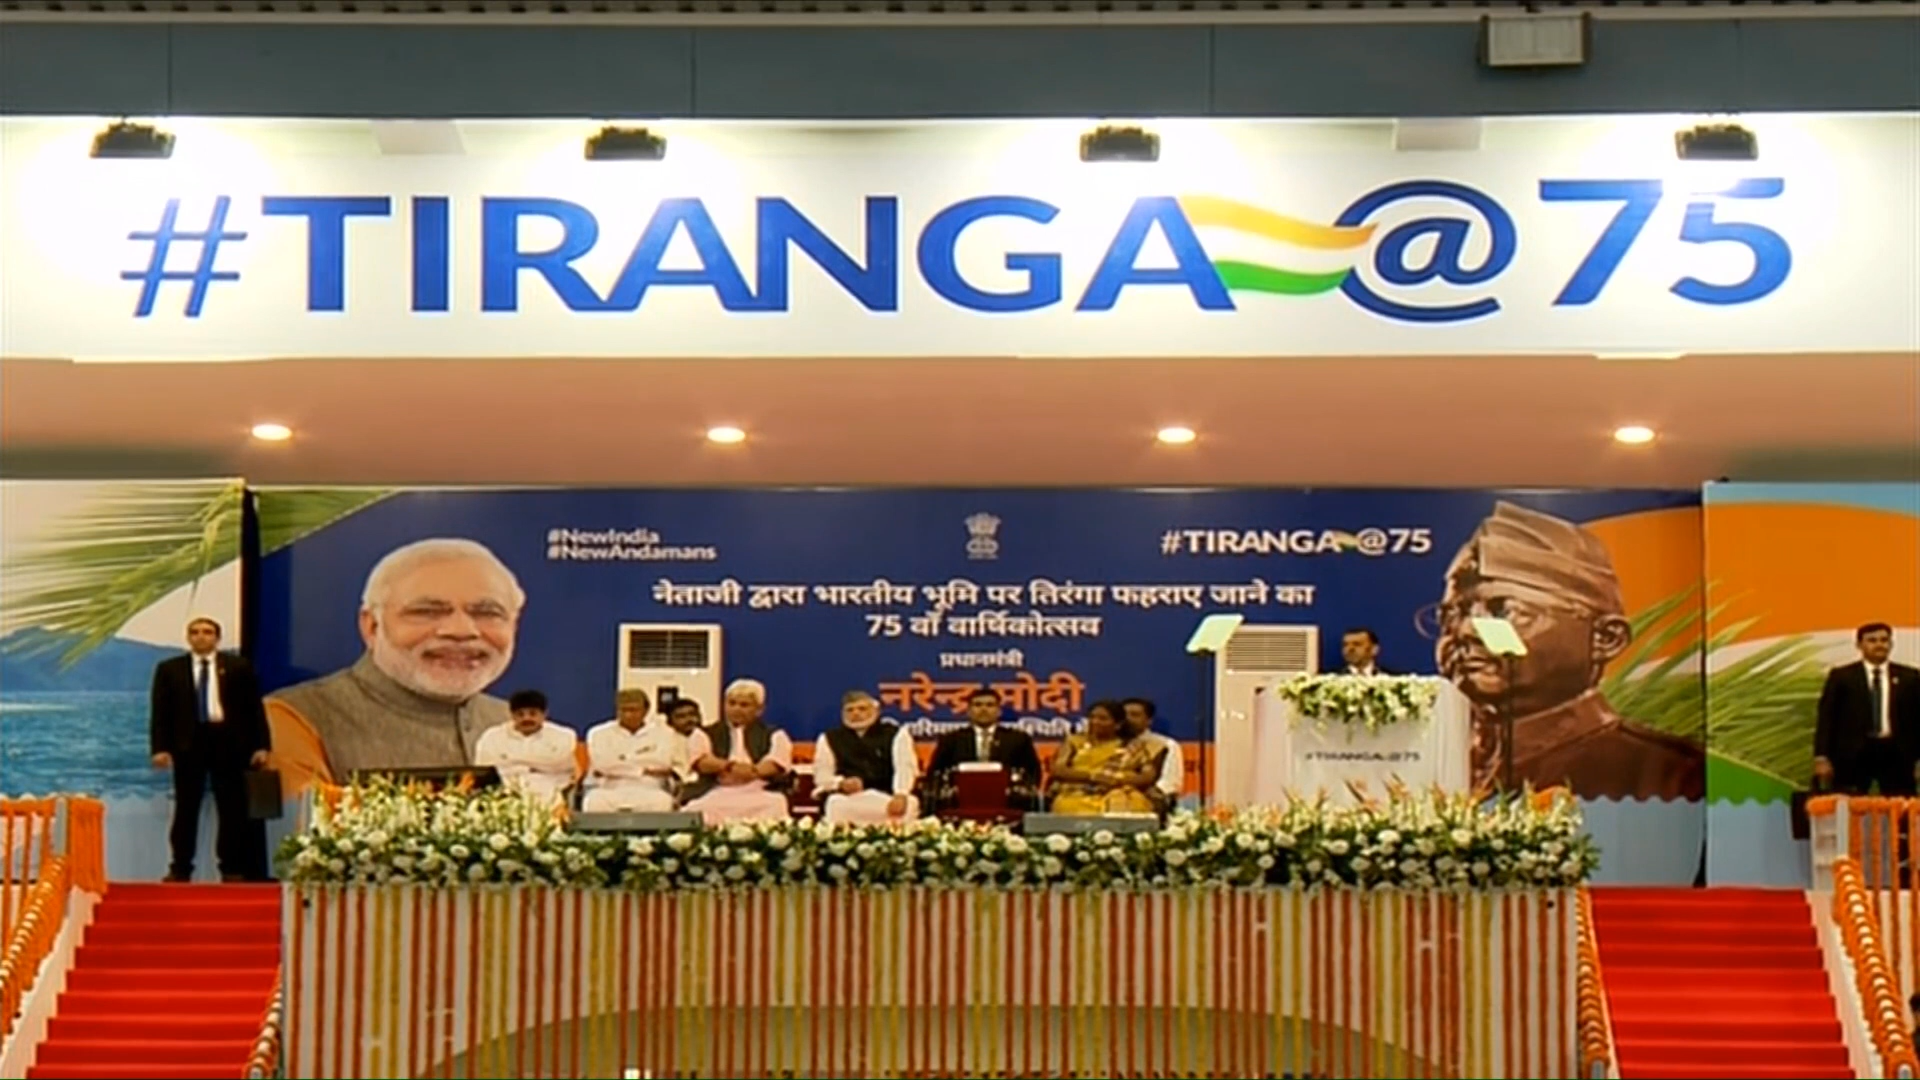 #TIRANGA@75
#NewIndia
#NewAndamans
#TIRANGA@75
नेताजी द्वारा भारतीय भूमि पर तिरंगा फहराए जाने का
75 वाँ वार्षिकोत्सव
प्रधानमंत्री
नरेन्द्र मोदी
#TIRANGA@75